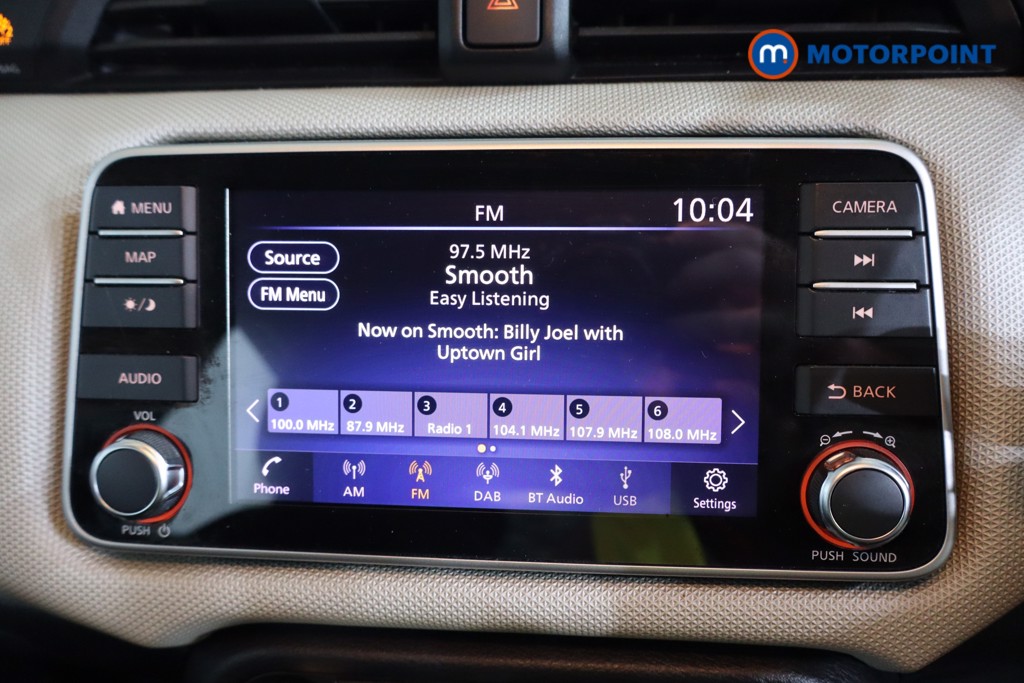 m. MOTORPOINT
MENU
MAP
AUDIO
VOL
PUSH
FM
10:04
Source
FM Menu
97.5 MHz
Smooth
Easy Listening
Now on Smooth: Billy Joel with
Uptown Girl
1
100.0 MHz
2
87.9 MHz
3
Radio 1
4
104.1 MHz
5
107.9 MHz
6
108.0 MHz
Phone
AM
FM
DAB
BT Audio
USB
Settings
CAMERA
BACK
PUSH SOUND